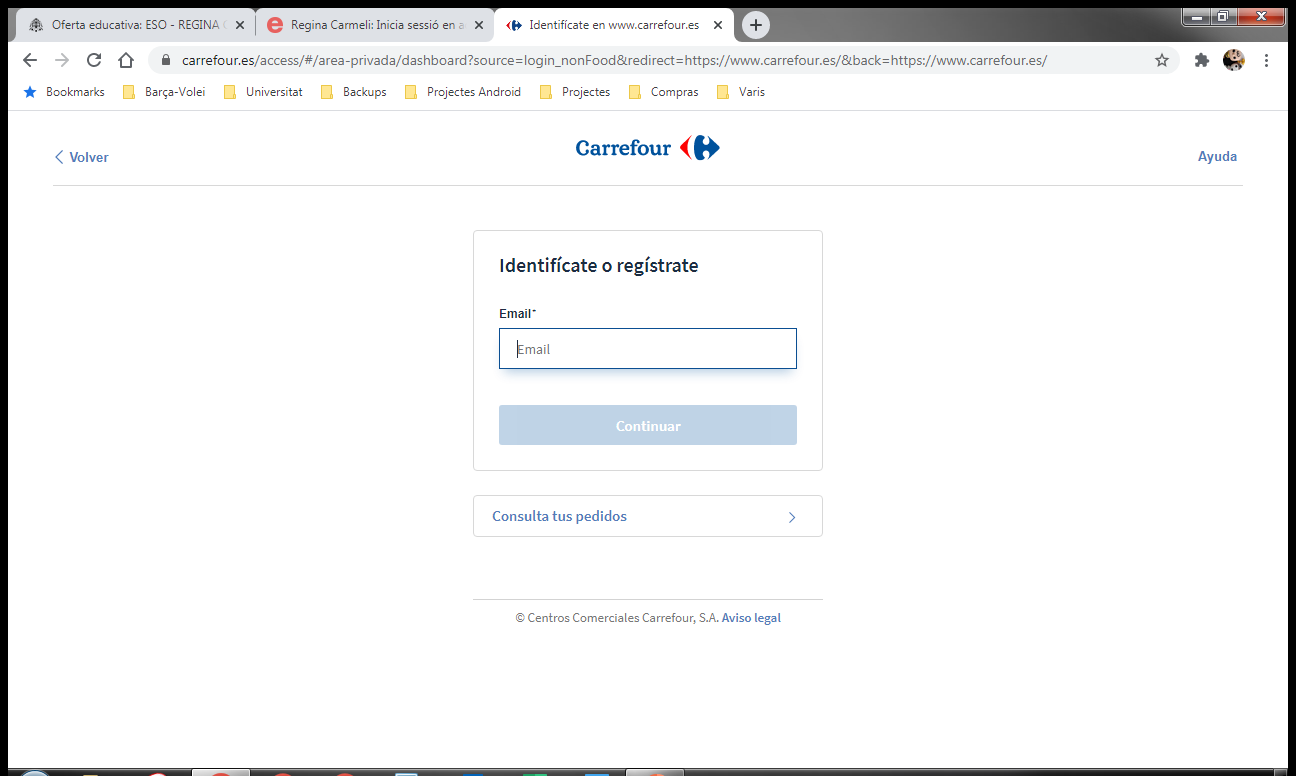 Oferta educativa: ESO - REGINA
Regina Carmeli: Inicia sessió en a
Identifícate en www.carrefour.es
carrefour.es/access/#/area-privada/dashboard?source=login_nonFood&redirect=https://www.carrefour.es/&back=https://www.carrefour.es/
Bookmarks
Barça-Volei
Universitat
Backups
Projectes Android
Projectes
Compras
Varis
Volver
Carrefour
Ayuda
Identifícate o regístrate
Email*
Email
Continuar
Consulta tus pedidos
© Centros Comerciales Carrefour, S.A. Aviso legal